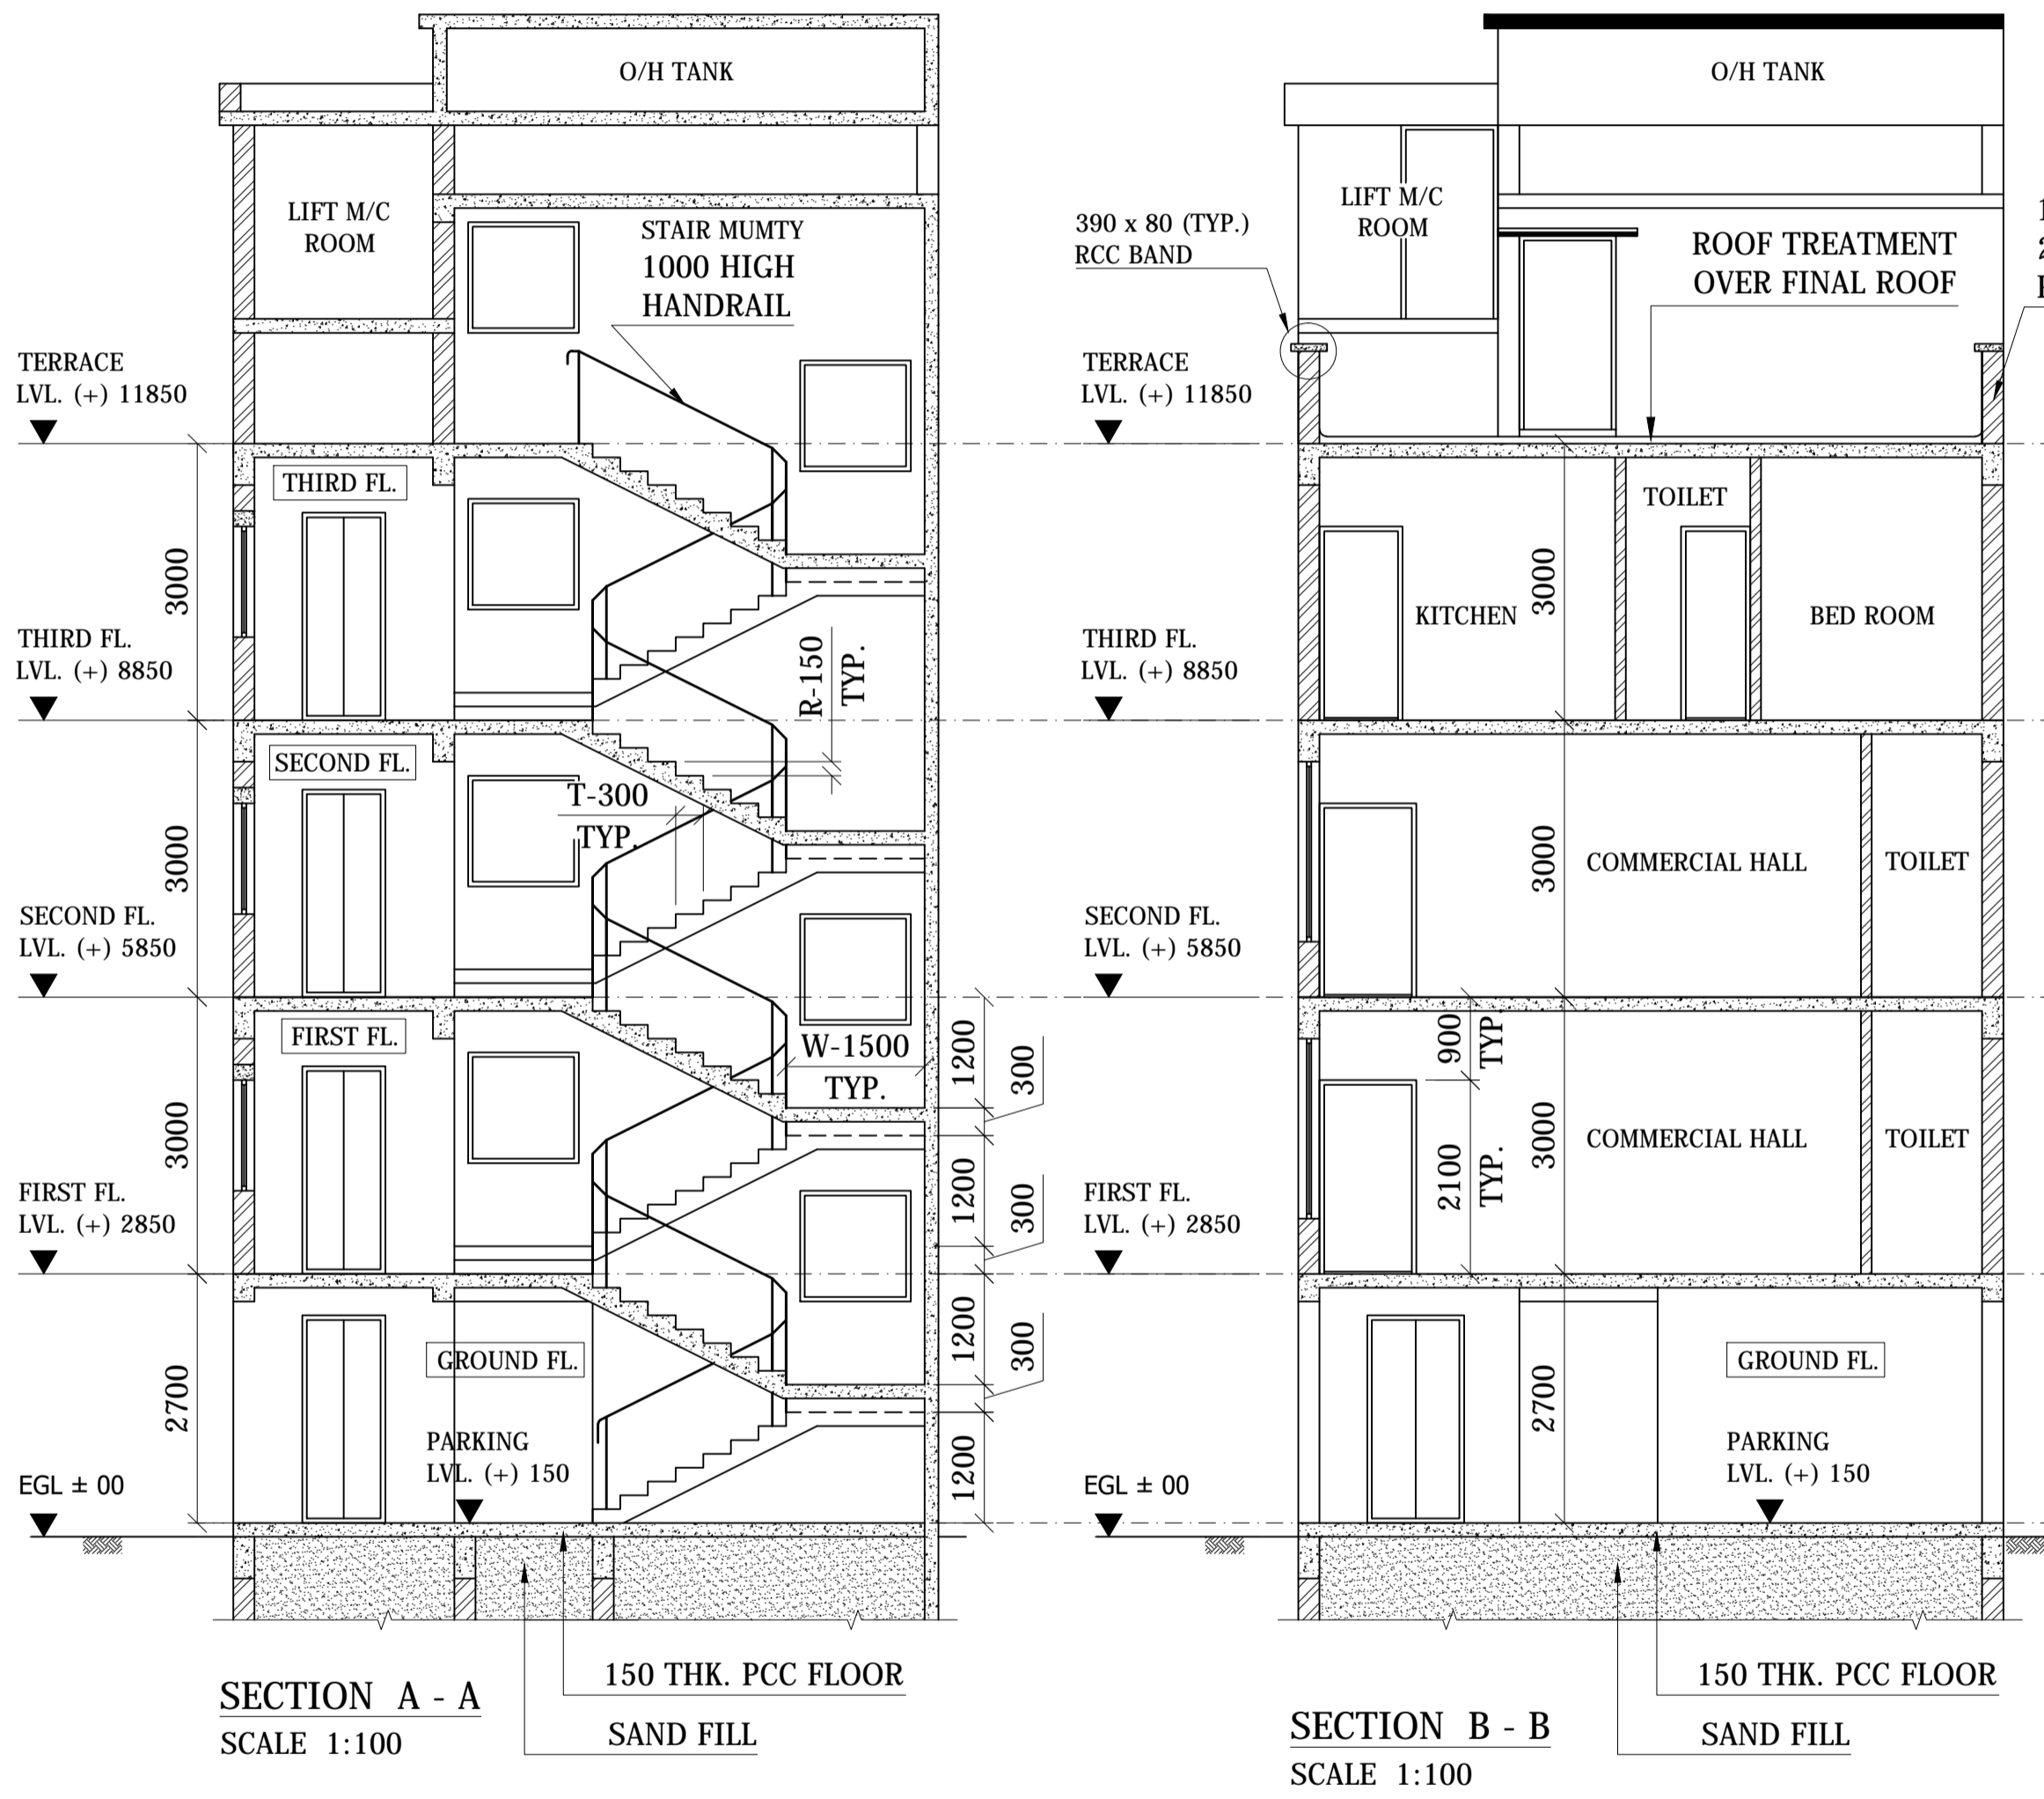 O/H TANK
LIFT M/C
ROOM
STAIR MUMTY
1000 HIGH
HANDRAIL
TERRACE
LVL. (+) 11850
THIRD FL.
3000
THIRD FL.
LVL. (+) 8850
R-150
TYP.
SECOND FL.
T-300
TYP.
3000
SECOND FL.
LVL. (+) 5850
FIRST FL.
W-1500
TYP.
1200
300
3000
1200
300
FIRST FL.
LVL. (+) 2850
1200
300
GROUND FL.
2700
PARKING
LVL. (+) 150
1200
EGL ± 00
150 THK. PCC FLOOR
SAND FILL
SECTION A - A
SCALE 1:100
O/H TANK
LIFT M/C
ROOM
390 x 80 (TYP.)
RCC BAND
ROOF TREATMENT
OVER FINAL ROOF
TERRACE
LVL. (+) 11850
TOILET
3000
KITCHEN
BED ROOM
THIRD FL.
LVL. (+) 8850
3000
COMMERCIAL HALL
TOILET
SECOND FL.
LVL. (+) 5850
900
TYP.
3000
COMMERCIAL HALL
TOILET
2100
TYP.
FIRST FL.
LVL. (+) 2850
GROUND FL.
2700
PARKING
LVL. (+) 150
EGL ± 00
150 THK. PCC FLOOR
SAND FILL
SECTION B - B
SCALE 1:100